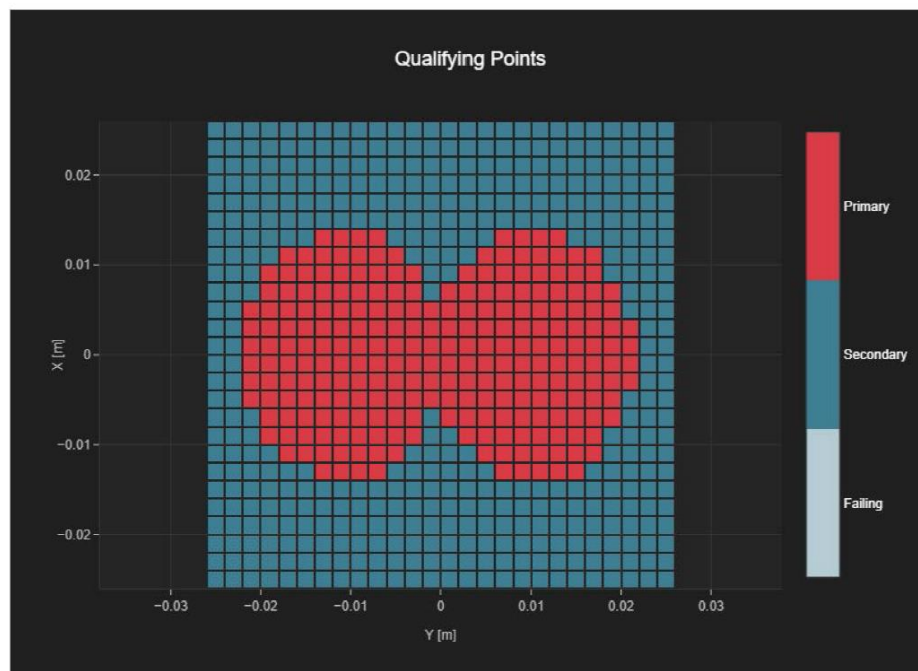 Qualifying Points
0.02
0.01
0
−0.01
−0.02
X [m]
−0.03
−0.02
−0.01
0
0.01
0.02
0.03
Y [m]
Primary
Secondary
Failing